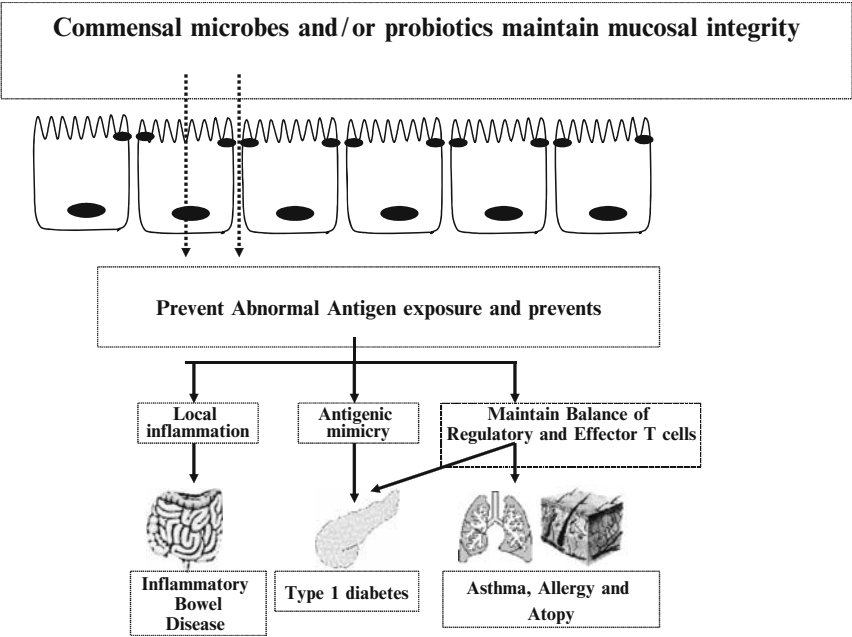 Commensal microbes and/or probiotics maintain mucosal integrity
Prevent Abnormal Antigen exposure and prevents
Local
inflammation
Antigenic
mimicry
Maintain Balance of
Regulatory and Effector T cells
Inflammatory
Bowel
Disease
Type 1 diabetes
Asthma, Allergy and
Atopy